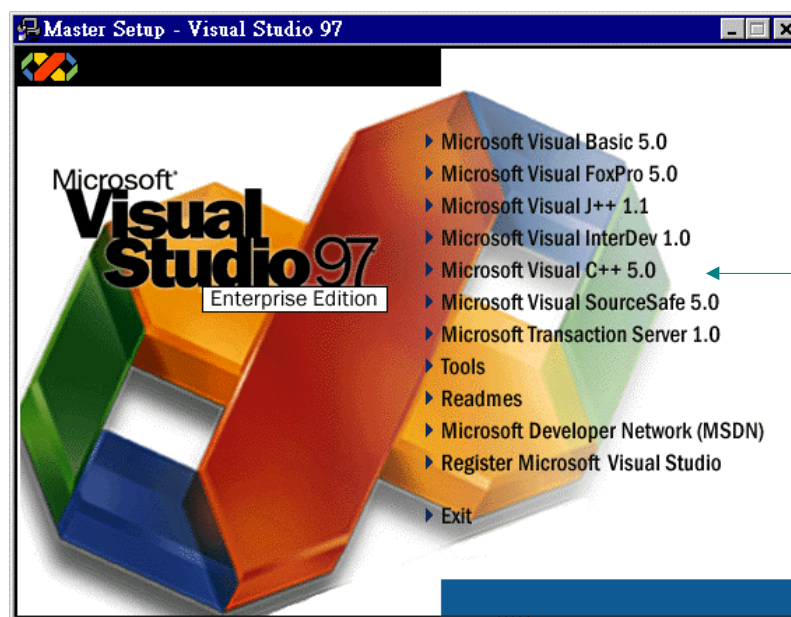 Master Setup - Visual Studio 97
Microsoft
Visual
Studio 97
Enterprise Edition
Microsoft Visual Basic 5.0
Microsoft Visual FoxPro 5.0
Microsoft Visual J++ 1.1
Microsoft Visual InterDev 1.0
Microsoft Visual C++ 5.0
Microsoft Visual SourceSafe 5.0
Microsoft Transaction Server 1.0
Tools
Readmes
Microsoft Developer Network (MSDN)
Register Microsoft Visual Studio
Exit